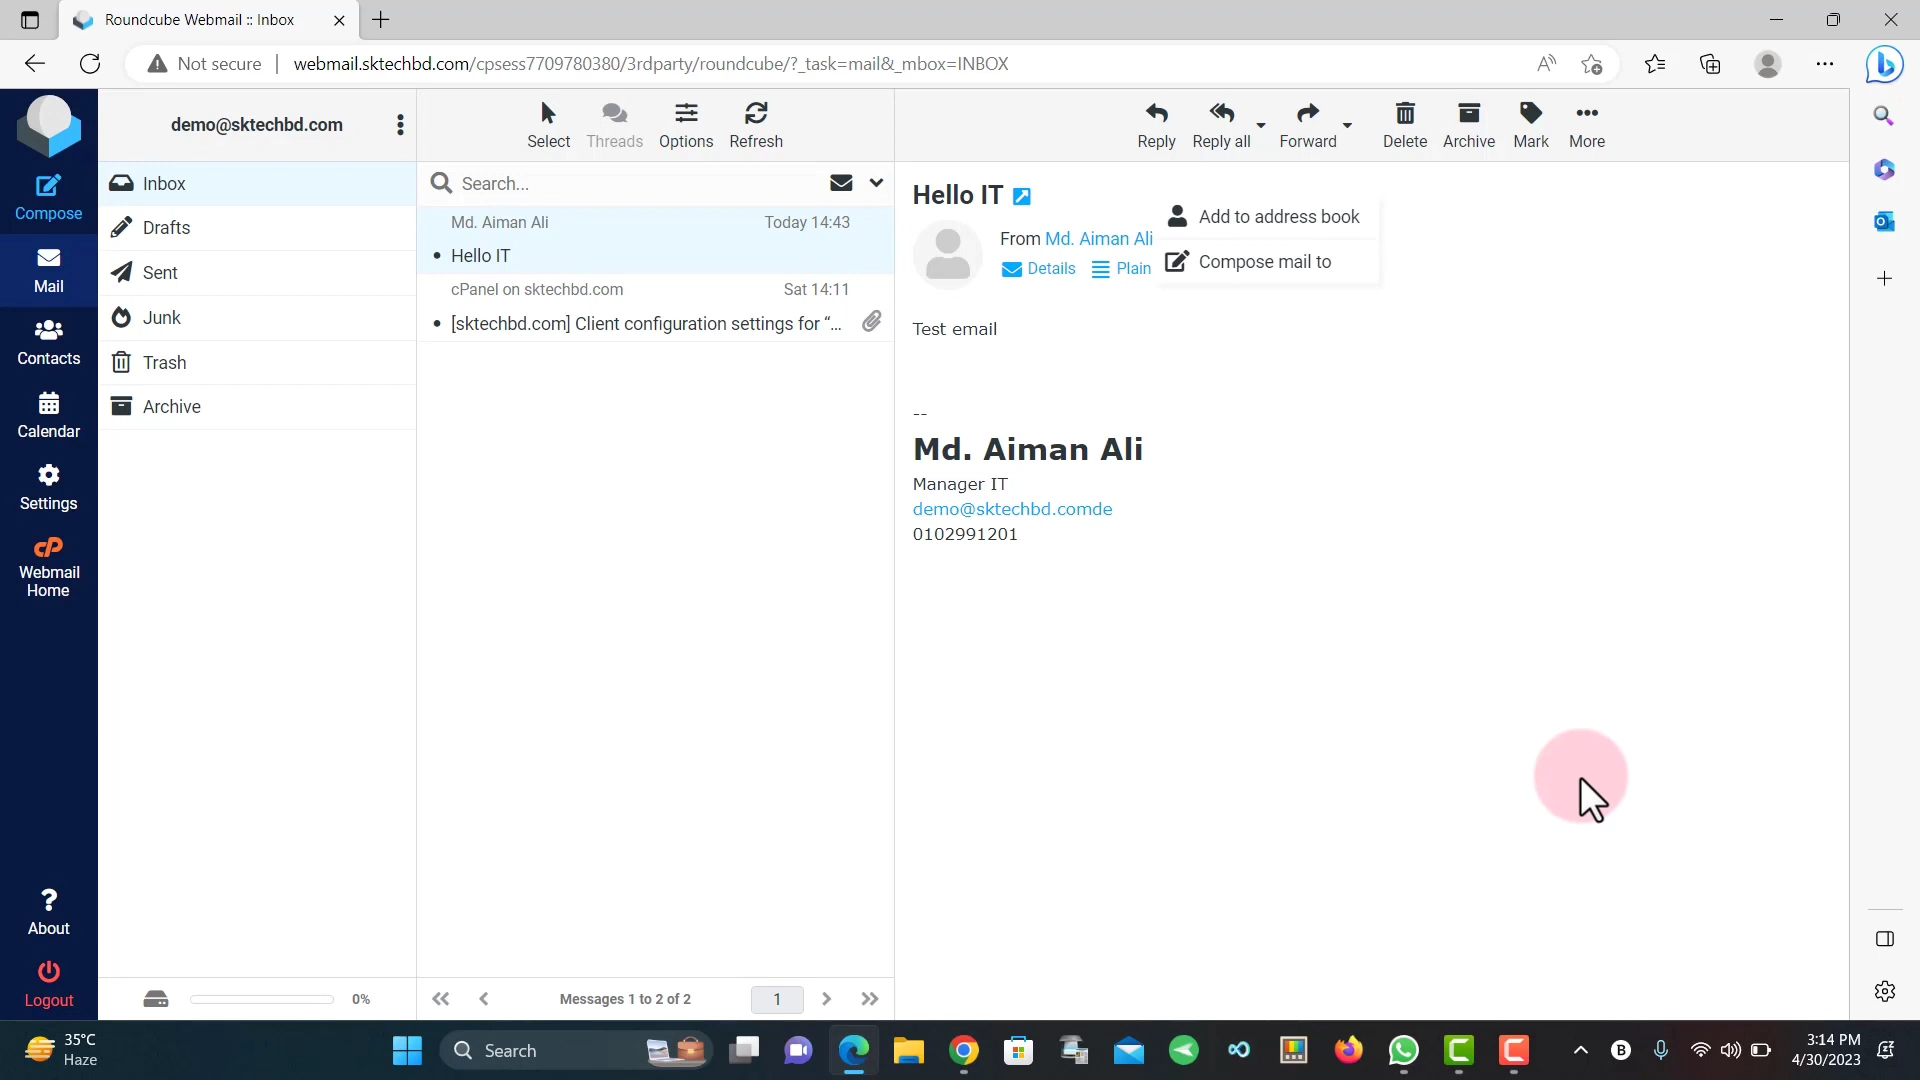 Roundcube Webmail :: Inbox
Not secure
webmail.sktechbd.com/cpsess7709780380/3rdparty/roundcube/?_task=mail&_mbox=INBOX
demo@sktechbd.com
Select
Threads
Options
Refresh
Reply
Reply all
Forward
Delete
Archive
Mark
More
Compose
Mail
Contacts
Calendar
Settings
cP
Webmail
Home
About
Logout
Inbox
Drafts
Sent
Junk
Trash
Archive
0%
Search...
Md. Aiman Ali Today 14:43
• Hello IT
cPanel on sktechbd.com Sat 14:11
• [sktechbd.com] Client configuration settings for “...
Messages 1 to 2 of 2
1
Hello IT
From Md. Aiman Ali
Details Plain
Add to address book
Compose mail to
Test email
--
Md. Aiman Ali
Manager IT
demo@sktechbd.comde
0102991201
35°C
Haze
Search
B
3:14 PM
4/30/2023